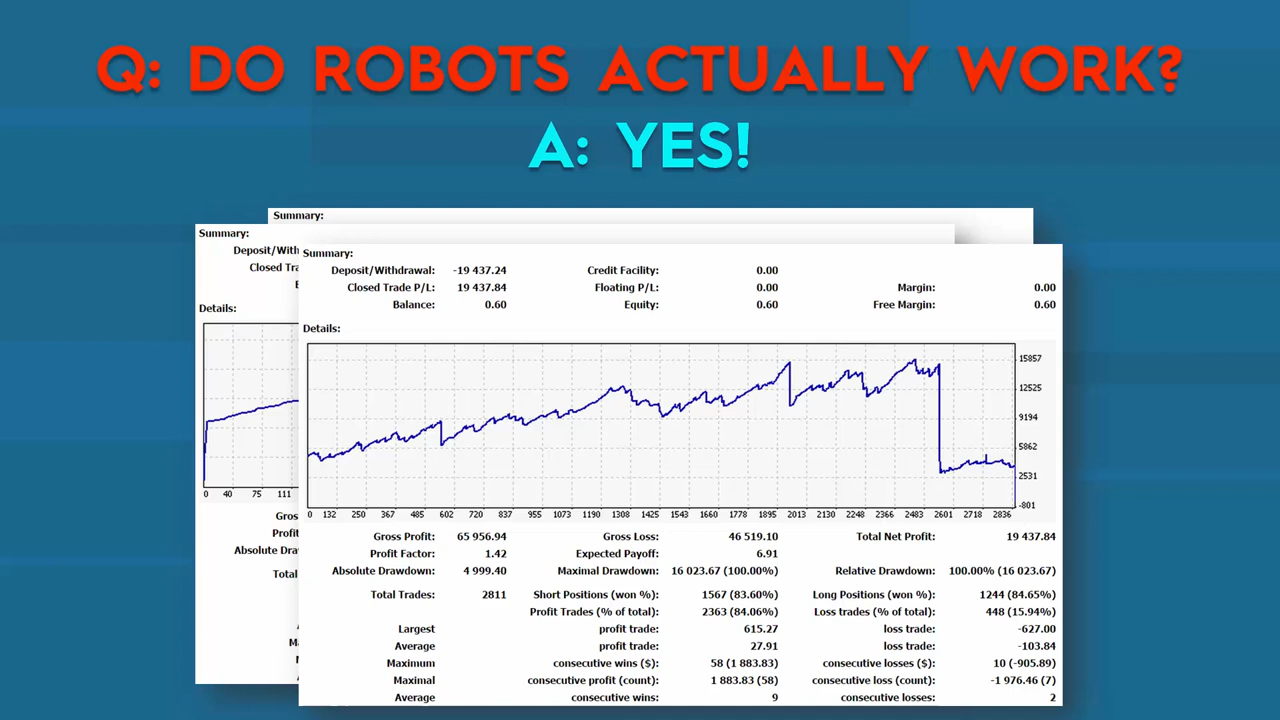 Q: DO ROBOTS ACTUALLY WORK?
A: YES!
Summary:
Summary:
Deposit/With
Closed Tra
Details:
0 40 75 111
Gros
Profit
Absolute Dra
Total
Summary:
Deposit/Withdrawal: -19 437.24 Credit Facility: 0.00
Closed Trade P/L: 19 437.84 Floating P/L: 0.00 Margin: 0.00
Balance: 0.60 Equity: 0.60 Free Margin: 0.60
Details:
15857
12525
9194
5862
2531
-801
0 132 250 367 485 602 720 837 955 1073 1190 1308 1425 1543 1660 1778 1895 2013 2130 2248 2366 2483 2601 2718 2836
Gross Profit: 65 956.94 Gross Loss: 46 519.10 Total Net Profit: 19 437.84
Profit Factor: 1.42 Expected Payoff: 6.91
Absolute Drawdown: 4 999.40 Maximal Drawdown: 16 023.67 (100.00%) Relative Drawdown: 100.00% (16 023.67)
Total Trades: 2811 Short Positions (won %): 1567 (83.60%) Long Positions (won %): 1244 (84.65%)
Profit Trades (% of total): 2363 (84.06%) Loss trades (% of total): 448 (15.94%)
Largest profit trade: 615.27 loss trade: -627.00
Average profit trade: 27.91 loss trade: -103.84
Maximum consecutive wins ($): 58 (1 883.83) consecutive losses ($): 10 (-905.89)
Maximal consecutive profit (count): 1 883.83 (58) consecutive loss (count): -1 976.46 (7)
Average consecutive wins: 9 consecutive losses: 2